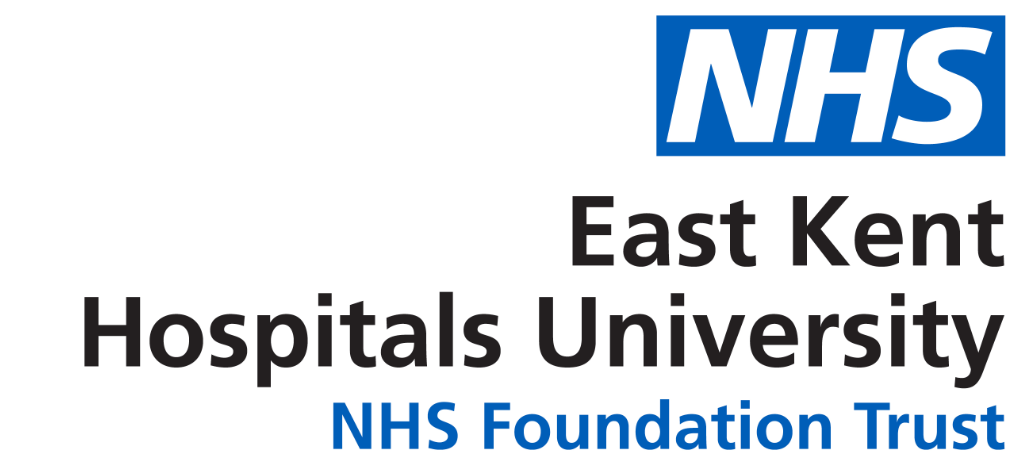 NHS
East Kent
Hospitals University
NHS Foundation Trust